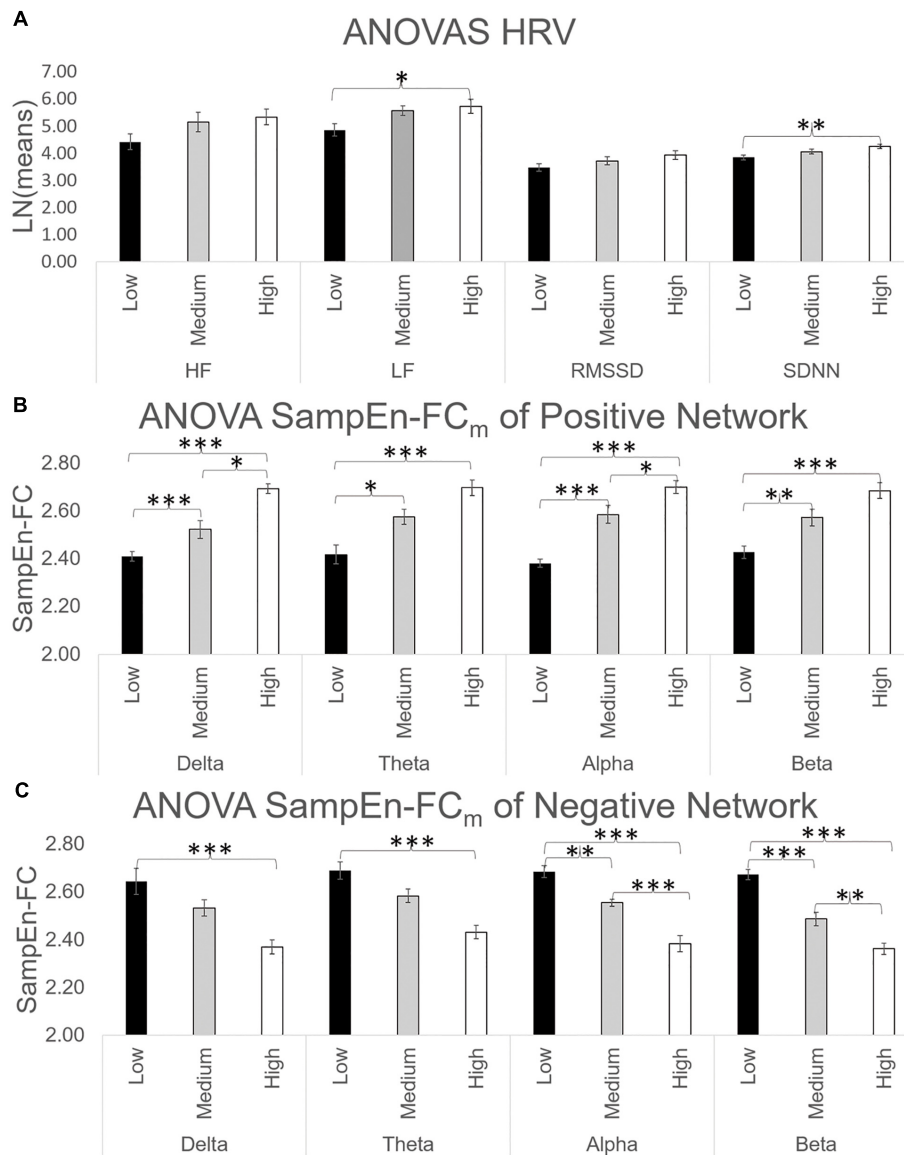 A
ANOVAS HRV
LN(means)
7.00
6.00
5.00
4.00
3.00
2.00
1.00
0.00
*
**
Low Medium High Low Medium High Low Medium High Low Medium High
HF LF RMSSD SDNN
B
ANOVA SampEn-FCm of Positive Network
SampEn-FC
2.80
2.60
2.40
2.20
2.00
*** *** *** ***
* * * **
*** ***
Low Medium High Low Medium High Low Medium High Low Medium High
Delta Theta Alpha Beta
C
ANOVA SampEn-FCm of Negative Network
SampEn-FC
2.80
2.60
2.40
2.20
2.00
*** *** *** ***
** ***
*** **
Low Medium High Low Medium High Low Medium High Low Medium High
Delta Theta Alpha Beta